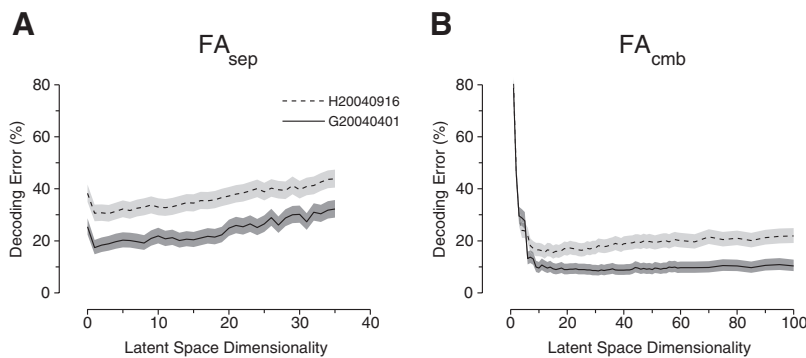 A
FA_sep
B
FA_cmb
Decoding Error (%)
80
60
40
20
0
H20040916
G20040401
0 10 20 30 40
Latent Space Dimensionality
Decoding Error (%)
80
60
40
20
0
0 20 40 60 80 100
Latent Space Dimensionality